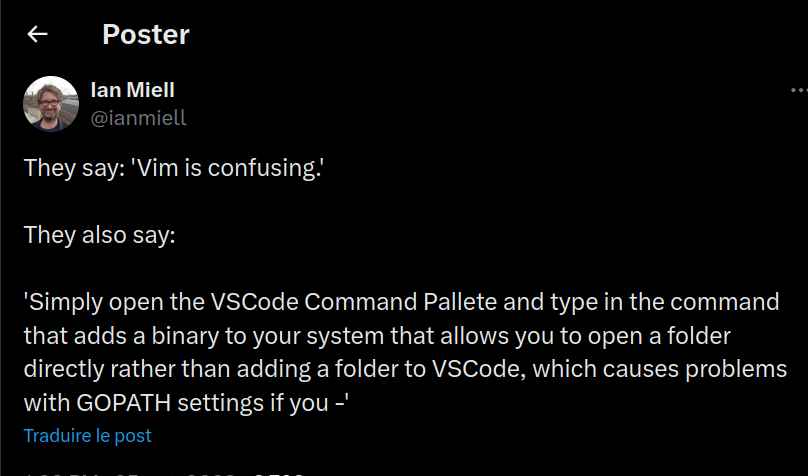 Poster
Ian Miell
@ianmiell
They say: 'Vim is confusing.'
They also say:
'Simply open the VSCode Command Pallete and type in the command
that adds a binary to your system that allows you to open a folder
directly rather than adding a folder to VSCode, which causes problems
with GOPATH settings if you -'
Traduire le post